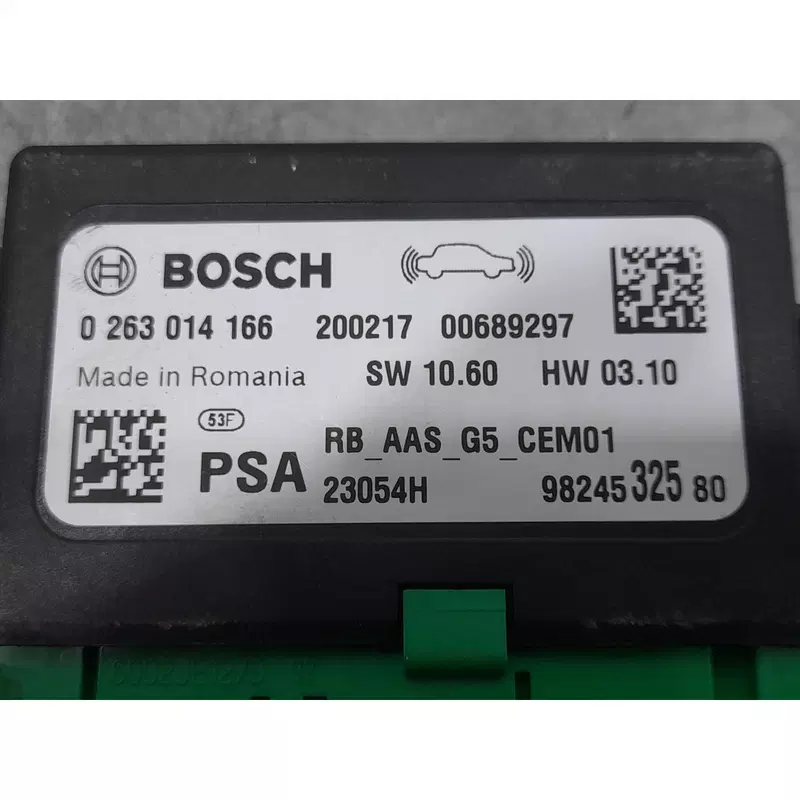 BOSCH
0 263 014 166 200217 00689297
Made in Romania SW 10.60 HW 03.10
53F
PSA RB_AAS_G5_CEM01
23054H 98245 325 80